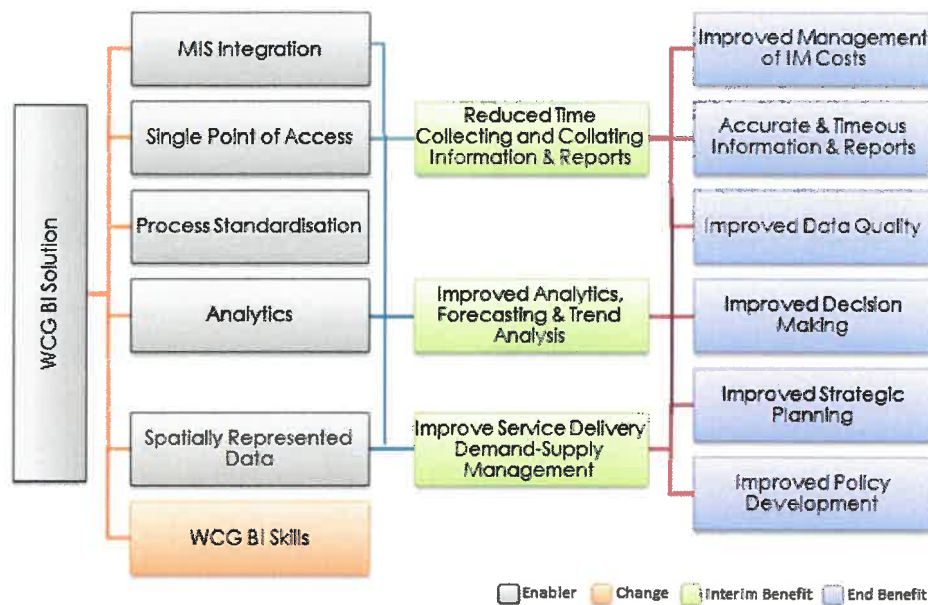 WCG BI Solution
MIS Integration
Single Point of Access
Process Standardisation
Analytics
Spatially Represented
Data
WCG BI Skills
Reduced Time
Collecting and Collating
Information & Reports
Improved Analytics,
Forecasting & Trend
Analysis
Improve Service Delivery
Demand-Supply
Management
Improved Management
of IM Costs
Accurate & Timeous
Information & Reports
Improved Data Quality
Improved Decision
Making
Improved Strategic
Planning
Improved Policy
Development
Enabler
Change
Interim Benefit
End Benefit